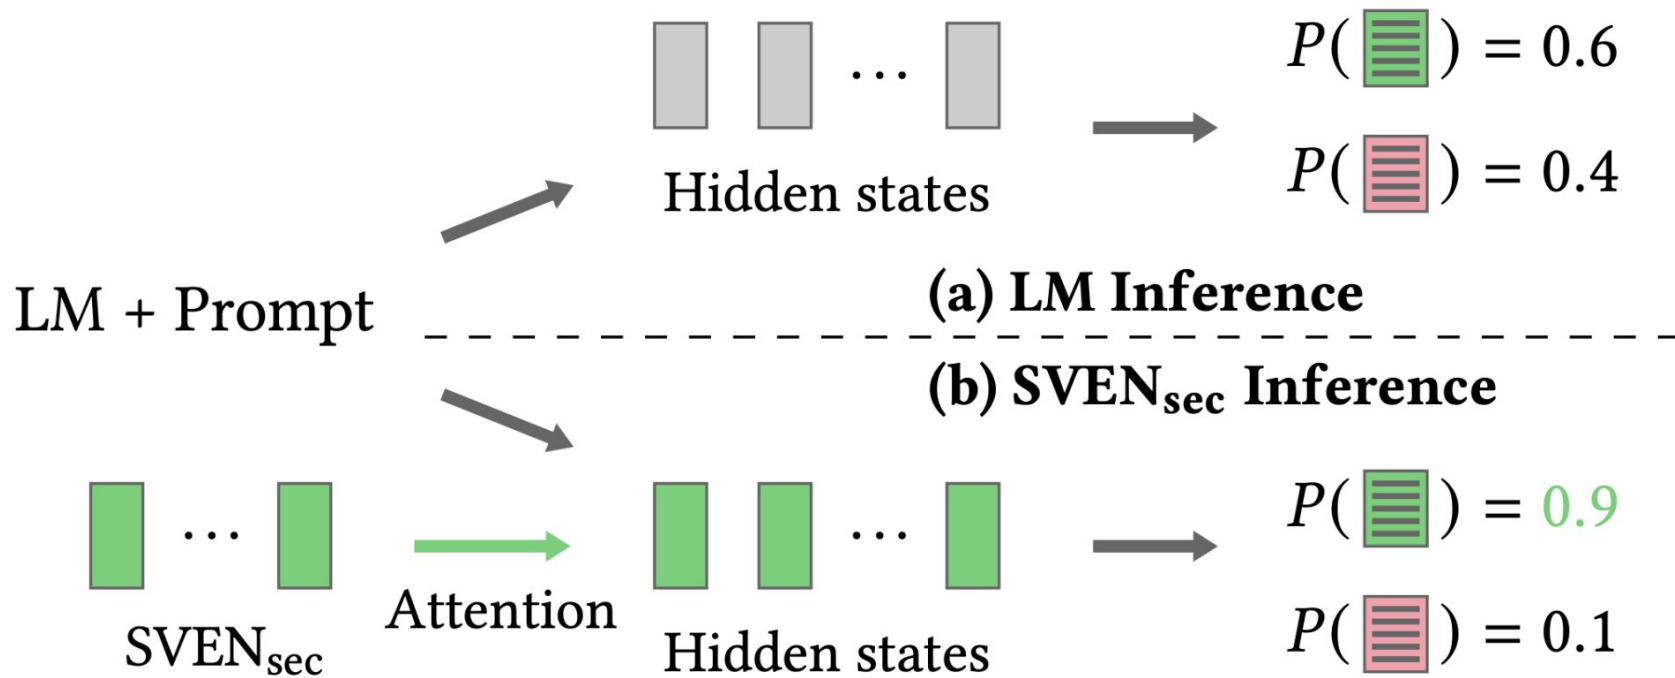 P( ) = 0.6
P( ) = 0.4
Hidden states
(a) LM Inference
LM + Prompt
(b) SVENsec Inference
P( ) = 0.9
P( ) = 0.1
... 
Attention
SVENsec
Hidden states